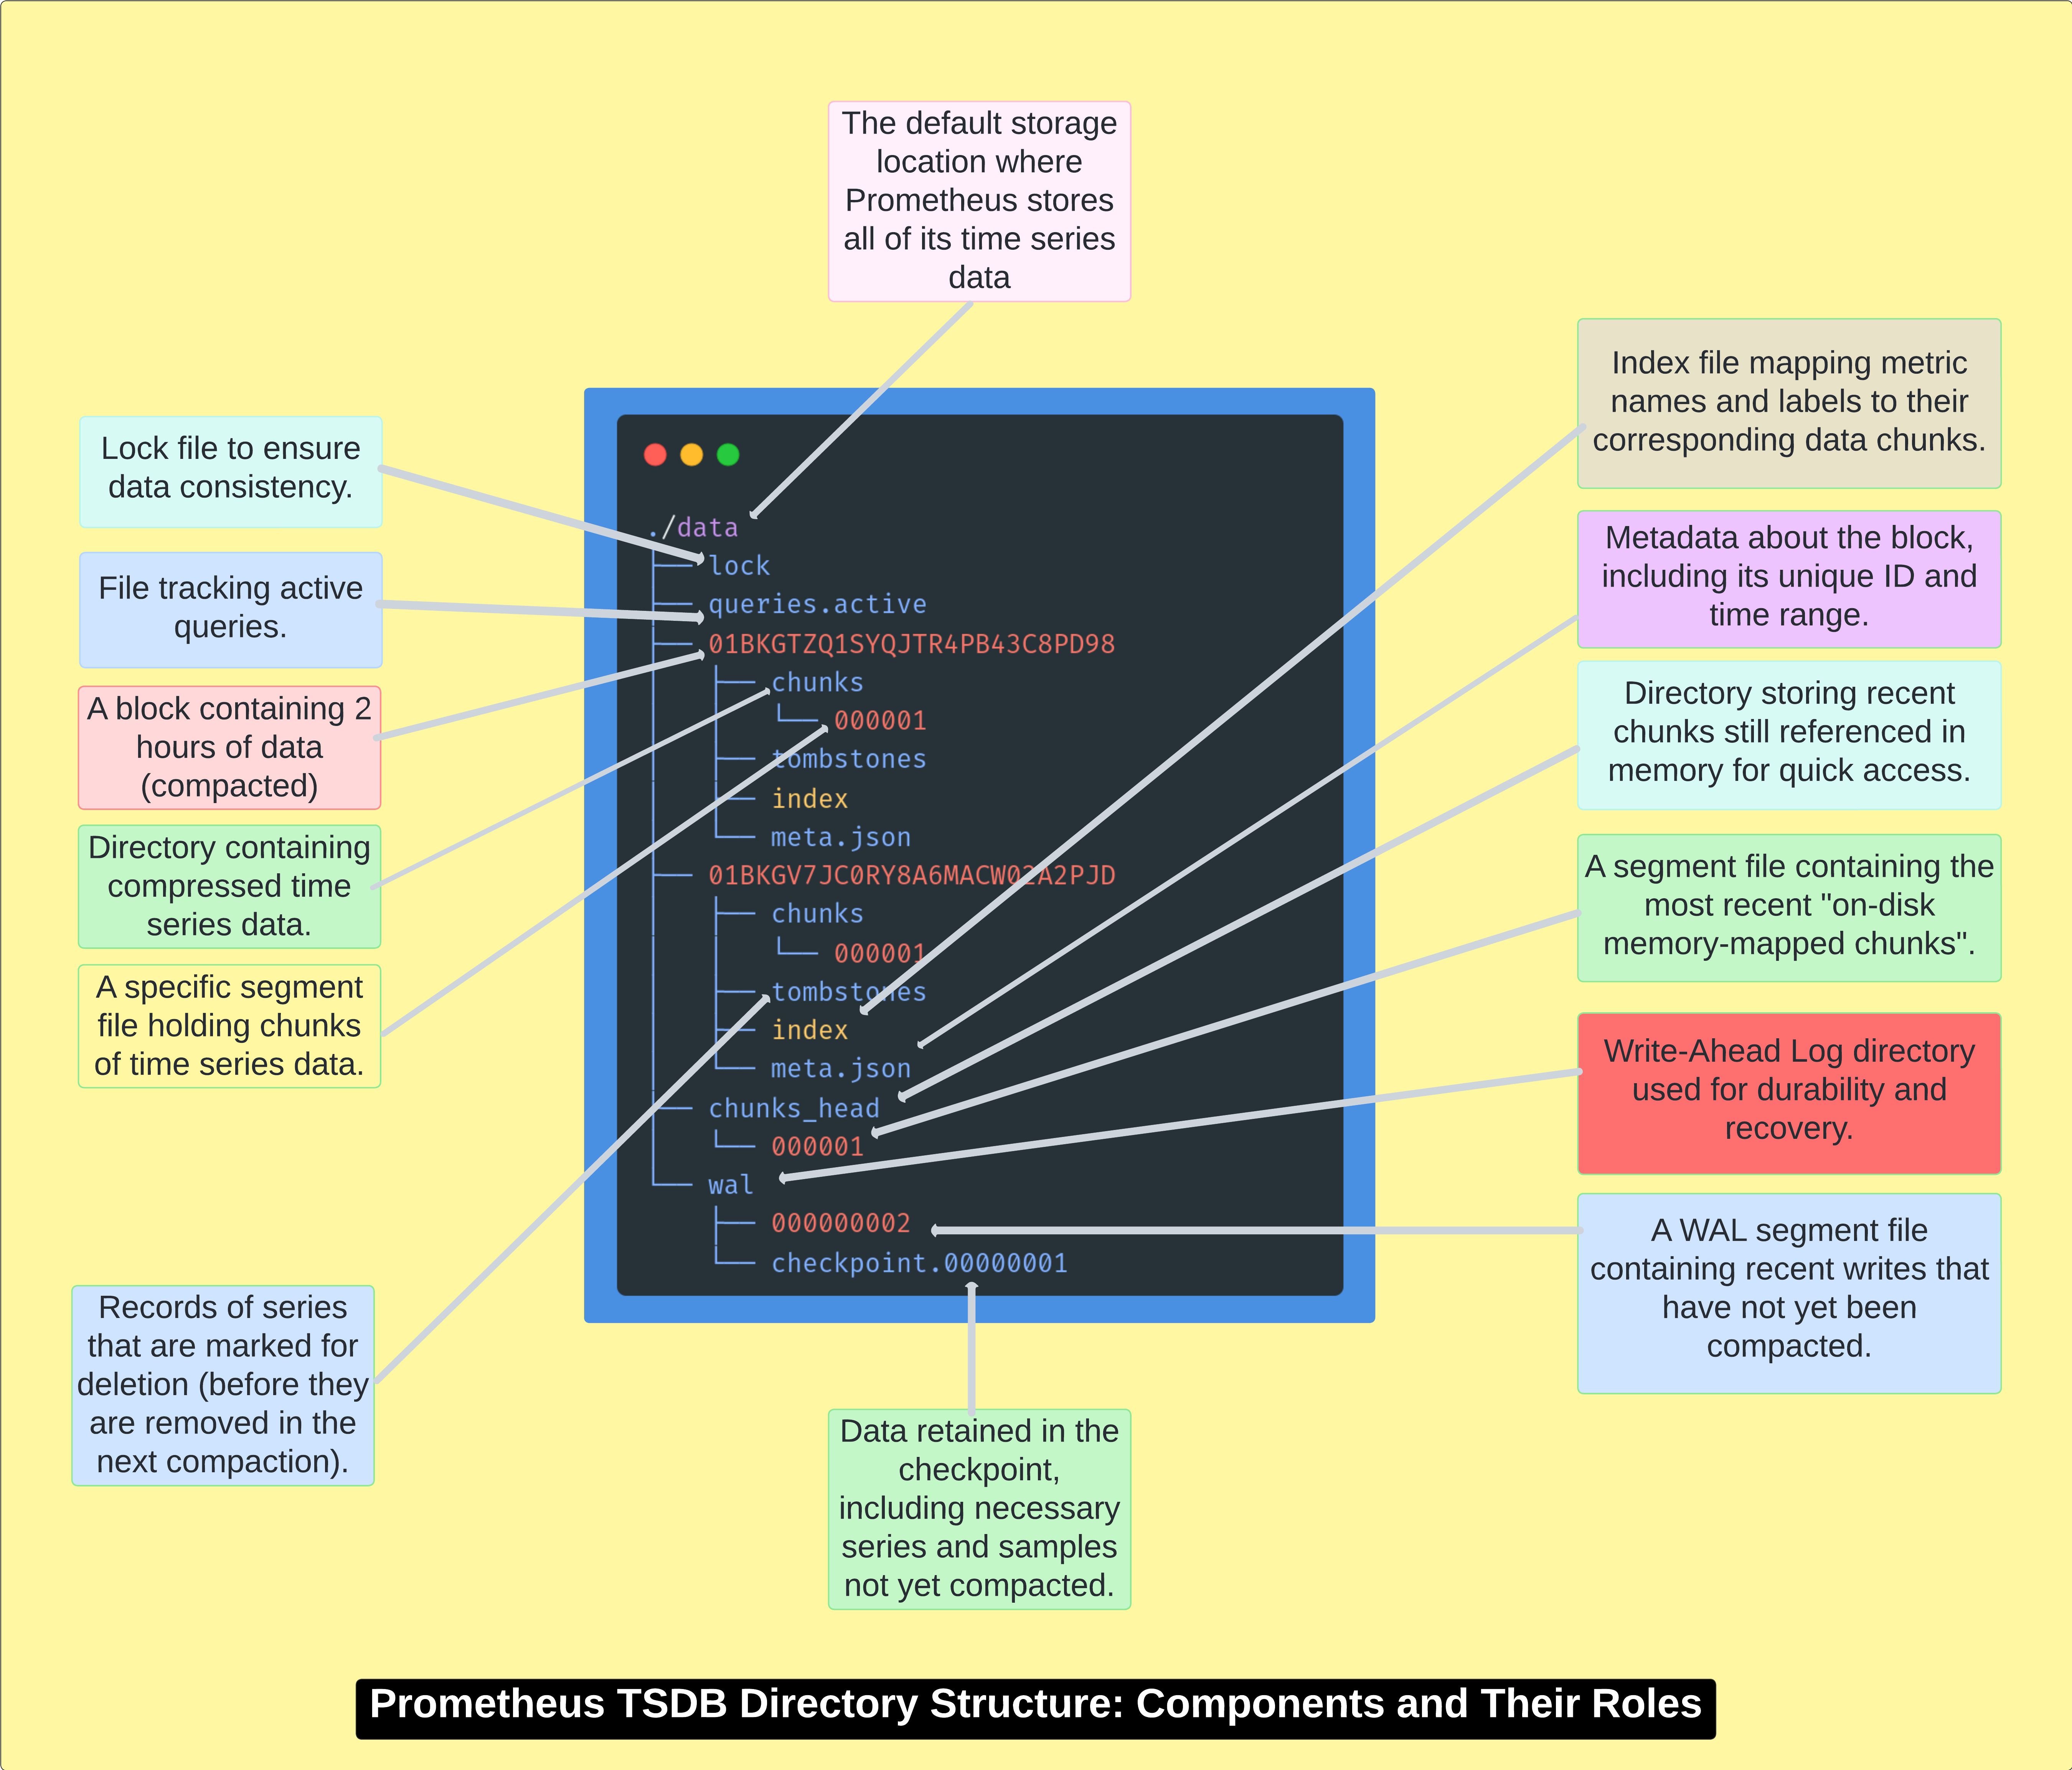 The default storage
location where
Prometheus stores
all of its time series
data
Lock file to ensure
data consistency.
File tracking active
queries.
A block containing 2
hours of data
(compacted)
Directory containing
compressed time
series data.
A specific segment
file holding chunks
of time series data.
Records of series
that are marked for
deletion (before they
are removed in the
next compaction).
./data
├── lock
├── queries.active
├── 01BKGTZQ1SYQJTR4PB43C8PD98
│   ├── chunks
│   │   └── 000001
│   ├── tombstones
│   ├── index
│   └── meta.json
├── 01BKGV7JC0RY8A6MACW02A2PJD
│   ├── chunks
│   │   └── 000001
│   ├── tombstones
│   ├── index
│   └── meta.json
├── chunks_head
│   └── 000001
└── wal
    ├── 000000002
    └── checkpoint.00000001
Index file mapping metric
names and labels to their
corresponding data chunks.
Metadata about the block,
including its unique ID and
time range.
Directory storing recent
chunks still referenced in
memory for quick access.
A segment file containing the
most recent "on-disk
memory-mapped chunks".
Write-Ahead Log directory
used for durability and
recovery.
A WAL segment file
containing recent writes that
have not yet been
compacted.
Data retained in the
checkpoint,
including necessary
series and samples
not yet compacted.
Prometheus TSDB Directory Structure: Components and Their Roles